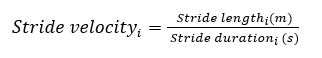 Stride velocityᵢ = Stride lengthᵢ(m) / Stride durationᵢ (s)